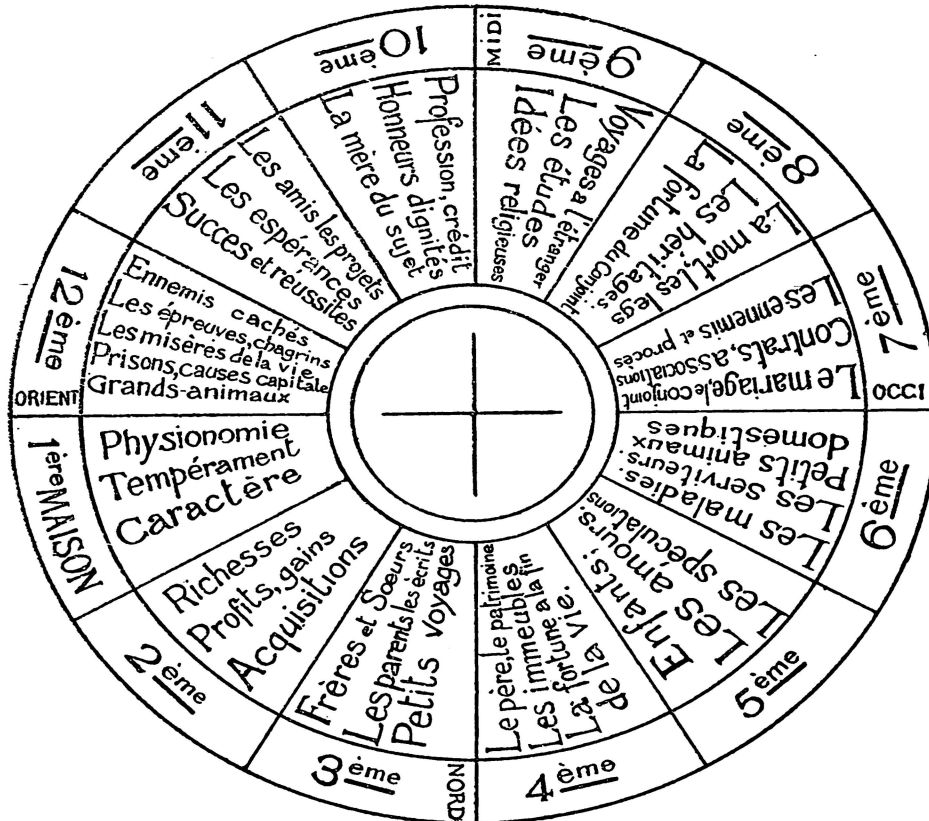 1ère MAISON
Physionomie
Tempérament
Caractère
2ème
Richesses
Profits, gains
Acquisitions
3ème
Frères et Sœurs
Les parents les écrits
Petits voyages
NORD
4ème
Le père, le patrimoine
Les immeubles
La fortune a la fin
de la vie.
5ème
Enfants,
Les amours.
Les spéculations
6ème
Les maladies.
Les serviteurs.
Petits animaux
domestiques
7ème
OCCI
Le mariage, le conjoint
Contrats, associations
Les ennemis et procès
8ème
La mort, les legs
Les héritages.
La fortune du Conjoint
9ème
MIDI
Voyages a l'étranger
Les études
Idées religieuses
10ème
Profession, crédit
Honneurs dignités
La mère du sujet
11ème
Les amis les projets
Les espérances
Succes et réussites
12ème
ORIENT
Ennemis cachés
Les épreuves, chagrins
Les misères de la vie
Prisons, causes capitale
Grands-animaux